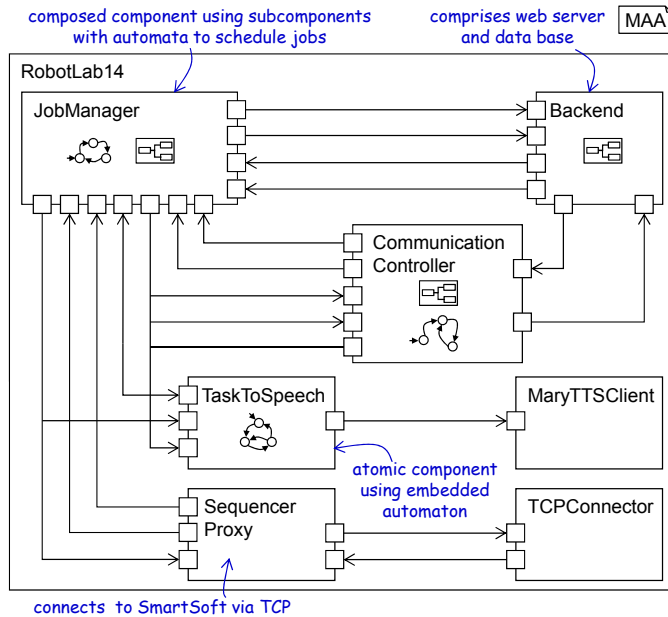 composed component using subcomponents
with automata to schedule jobs
comprises web server
and data base
MAA
RobotLab14
JobManager
Backend
Communication
Controller
TaskToSpeech
MaryTTSClient
atomic component
using embedded
automaton
Sequencer
Proxy
TCPConnector
connects to SmartSoft via TCP